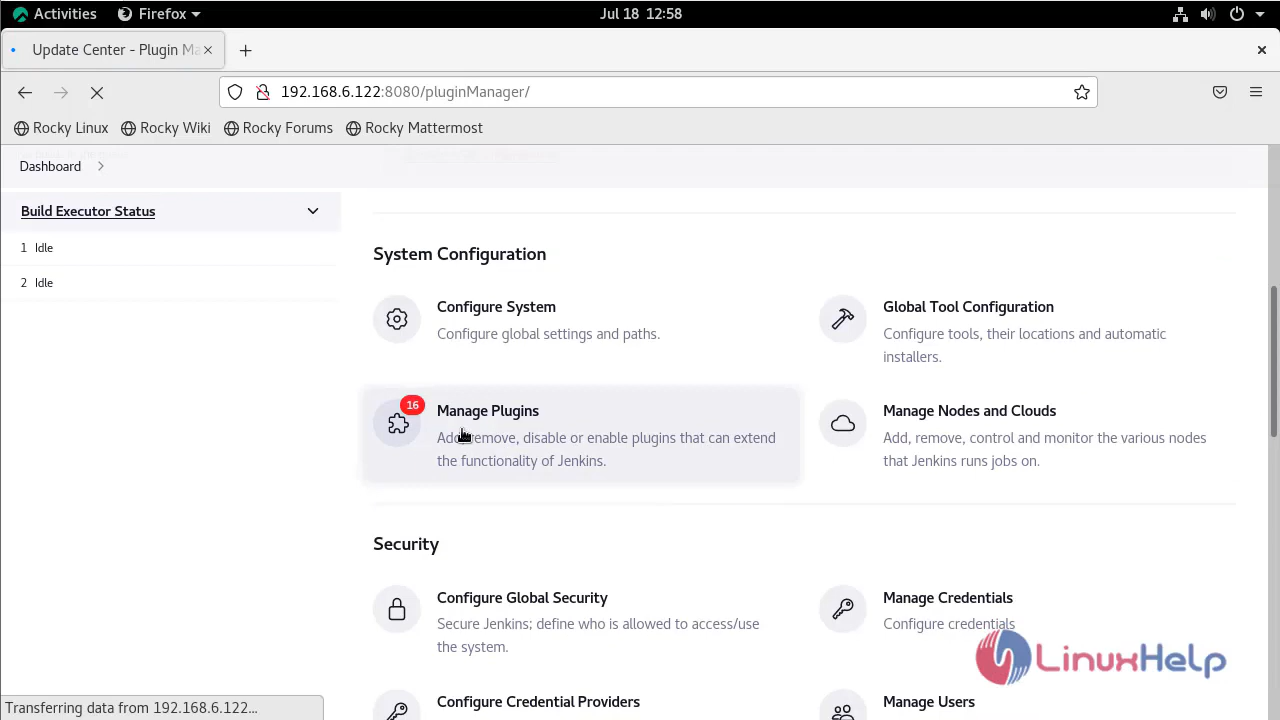 Activities
Firefox
Jul 18 12:58
Update Center - Plugin Ma
192.168.6.122:8080/pluginManager/
Rocky Linux
Rocky Wiki
Rocky Forums
Rocky Mattermost
Dashboard
Build Executor Status
1 Idle
2 Idle
System Configuration
Configure System
Configure global settings and paths.
Global Tool Configuration
Configure tools, their locations and automatic
installers.
16
Manage Plugins
Add, remove, disable or enable plugins that can extend
the functionality of Jenkins.
Manage Nodes and Clouds
Add, remove, control and monitor the various nodes
that Jenkins runs jobs on.
Security
Configure Global Security
Secure Jenkins; define who is allowed to access/use
the system.
Manage Credentials
Configure credentials
LinuxHelp
Configure Credential Providers
Manage Users
Transferring data from 192.168.6.122...